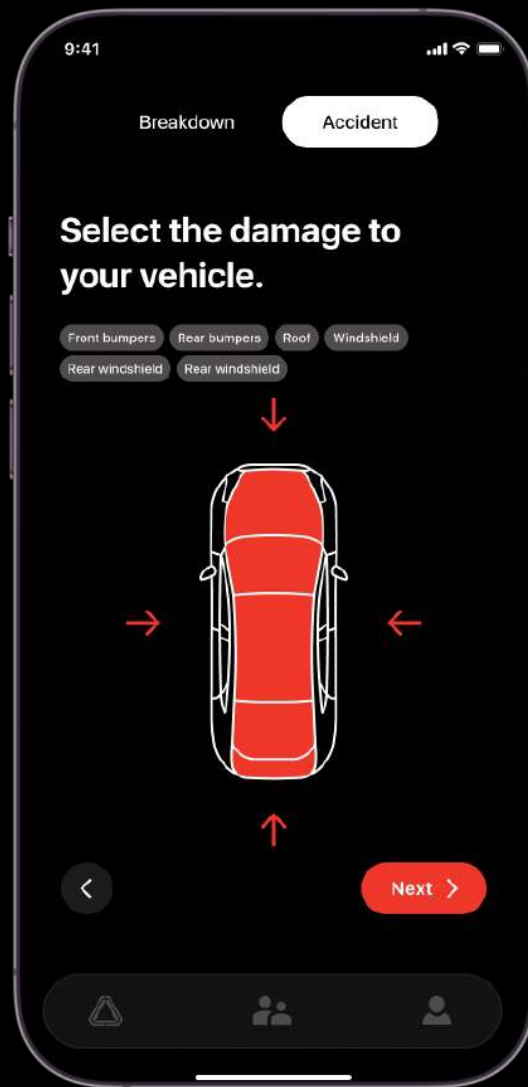 9:41
Breakdown Accident
Select the damage to
your vehicle.
Front bumpers Rear bumpers Roof Windshield
Rear windshield Rear windshield
Next